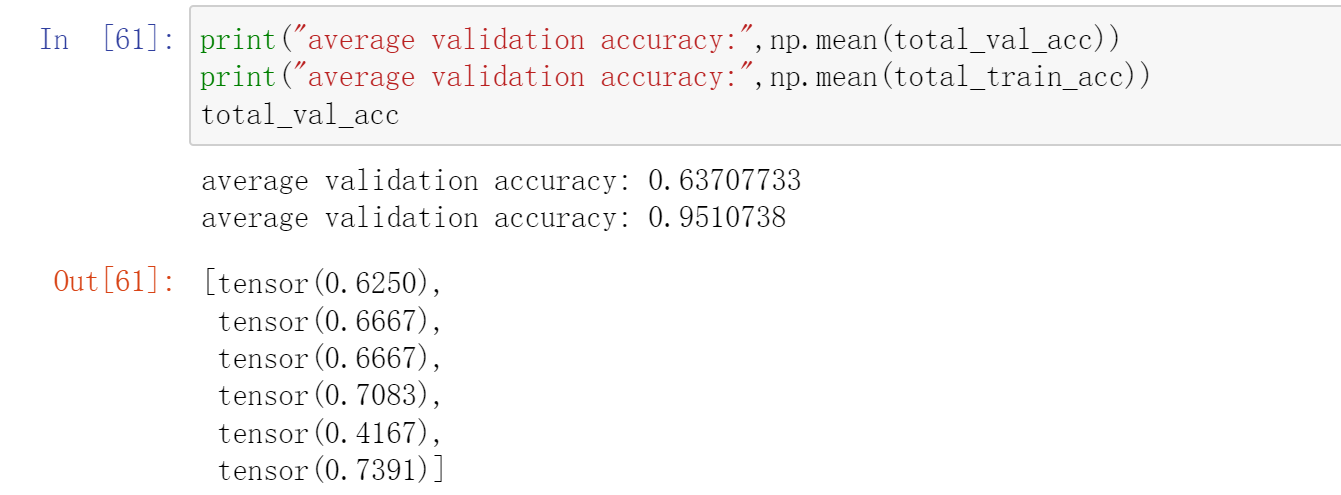 In [61]: print("average validation accuracy:",np.mean(total_val_acc))
print("average validation accuracy:",np.mean(total_train_acc))
total_val_acc
average validation accuracy: 0.63707733
average validation accuracy: 0.9510738
Out[61]: [tensor(0.6250),
tensor(0.6667),
tensor(0.6667),
tensor(0.7083),
tensor(0.4167),
tensor(0.7391)]